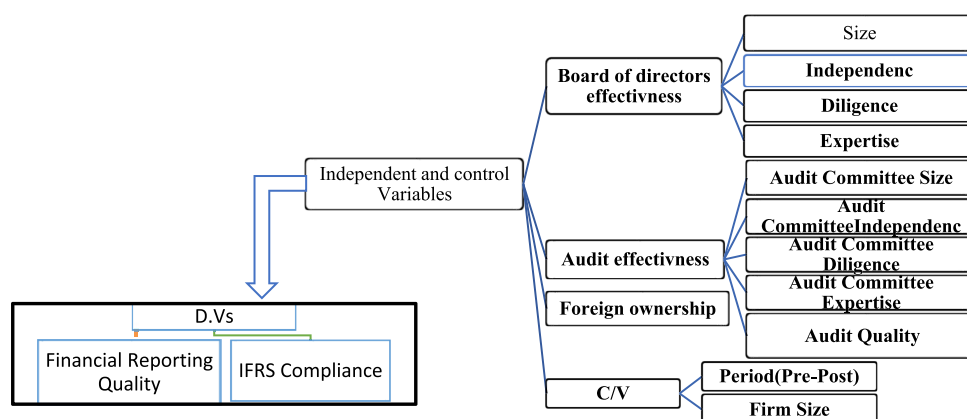 Size
Board of directors
effectivness
Independenc
Diligence
Expertise
Independent and control
Variables
Audit Committee Size
Audit
CommitteeIndependenc
Audit effectivness
Audit Committee
Diligence
Audit Committee
Expertise
Foreign ownership
Audit Quality
D.Vs
Financial Reporting
Quality
IFRS Compliance
C/V
Period(Pre-Post)
Firm Size